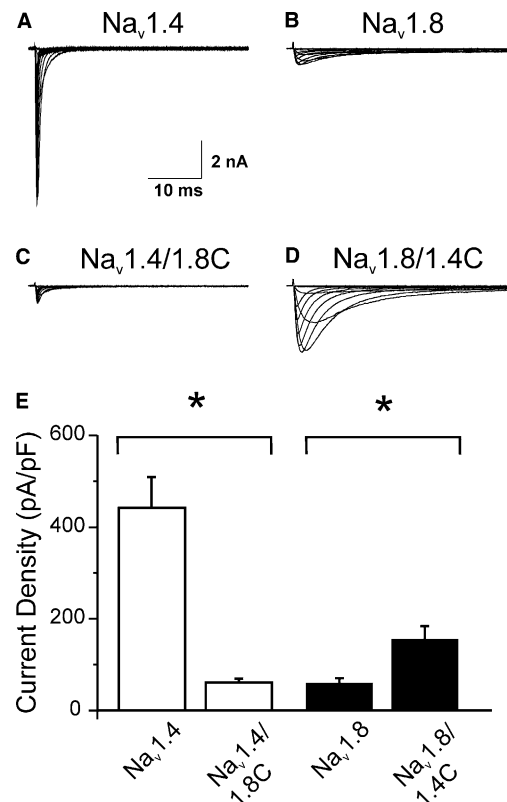 A
Nav1.4
B
Nav1.8
2 nA
10 ms
C
Nav1.4/1.8C
D
Nav1.8/1.4C
E
*
*
Current Density (pA/pF)
600
400
200
0
Nav1.4
Nav1.4/
1.8C
Nav1.8
Nav1.8/
1.4C